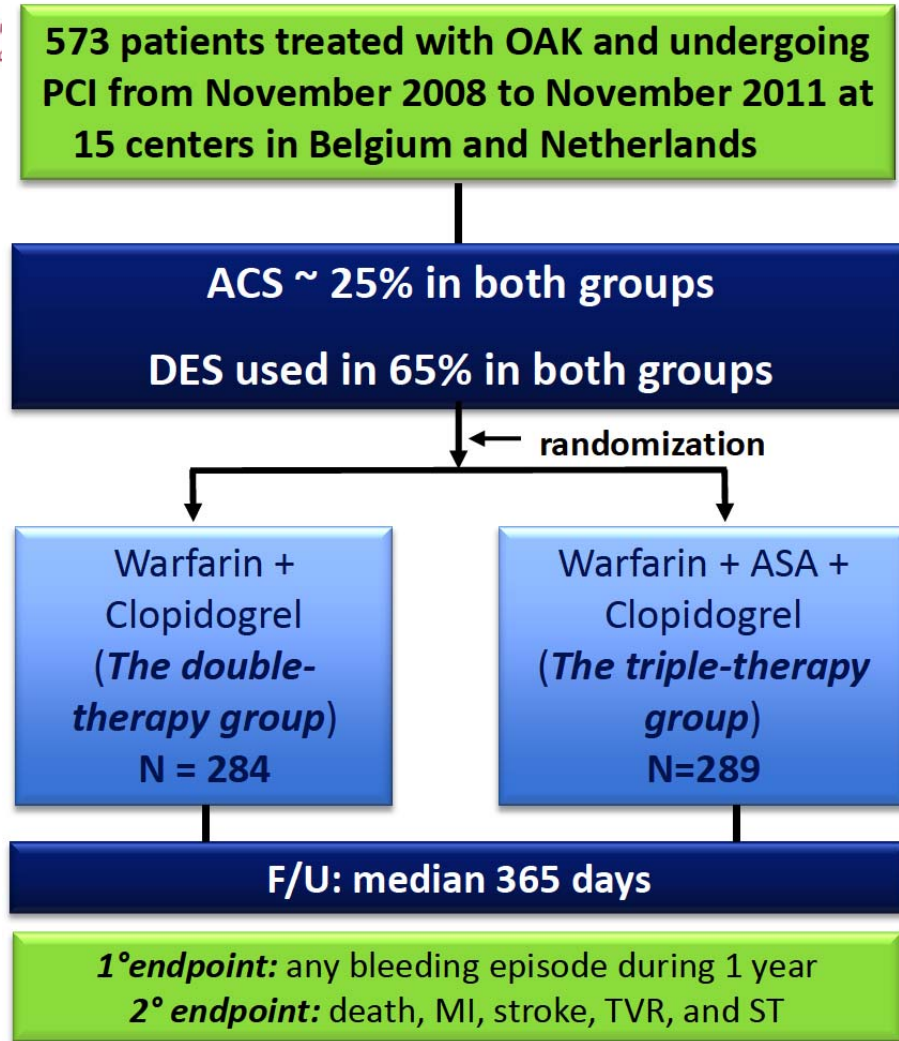 573 patients treated with OAK and undergoing
PCI from November 2008 to November 2011 at
15 centers in Belgium and Netherlands
ACS ~ 25% in both groups
DES used in 65% in both groups
randomization
Warfarin +
Clopidogrel
(The double-
therapy group)
N = 284
Warfarin + ASA +
Clopidogrel
(The triple-therapy
group)
N=289
F/U: median 365 days
1°endpoint: any bleeding episode during 1 year
2° endpoint: death, MI, stroke, TVR, and ST